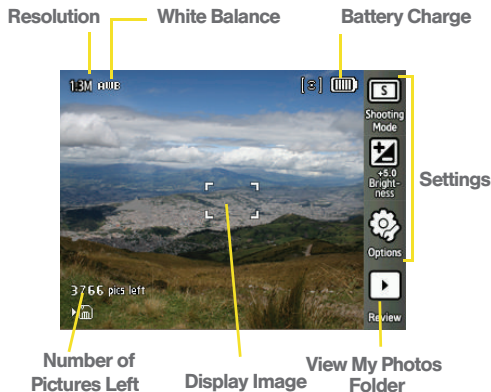 Resolution
White Balance
Battery Charge
1.3M AWB
S
Shooting
Mode
+5.0
Bright-
ness
Settings
Options
3766 pics left
Review
Number of
Pictures Left
Display Image
View My Photos
Folder